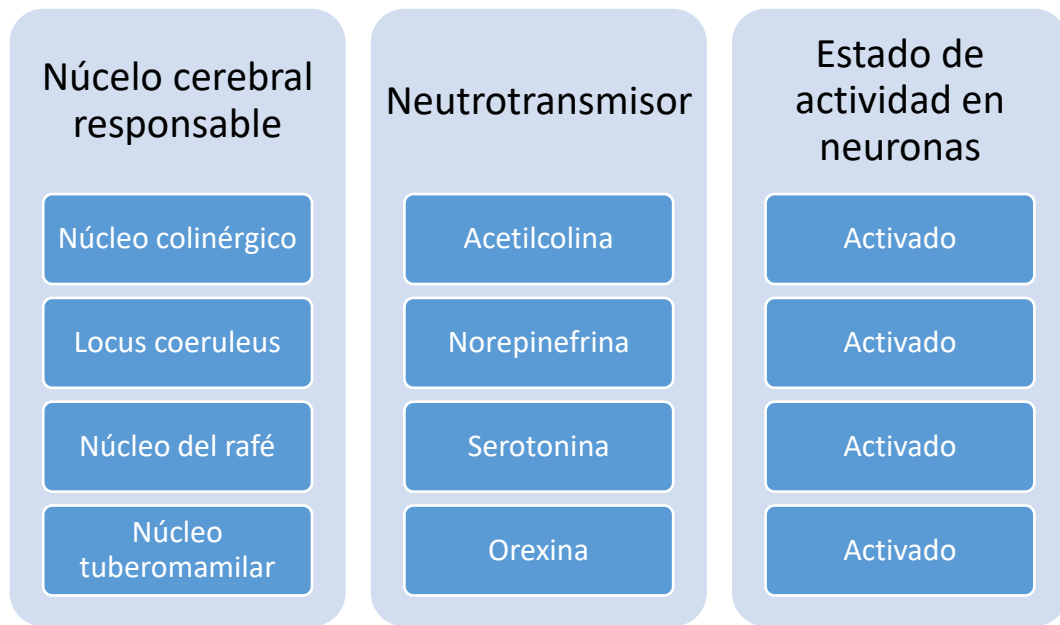 Núcelo cerebral
responsable
Núcleo colinérgico
Locus coeruleus
Núcleo del rafé
Núcleo
tuberomamilar
Neutrotransmisor
Acetilcolina
Norepinefrina
Serotonina
Orexina
Estado de
actividad en
neuronas
Activado
Activado
Activado
Activado